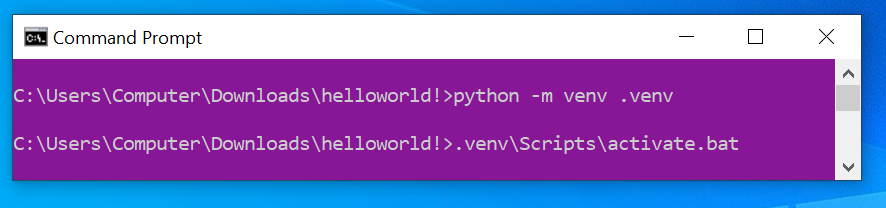 Command Prompt
C:\Users\Computer\Downloads\helloworld!>python -m venv .venv
C:\Users\Computer\Downloads\helloworld!>.venv\Scripts\activate.bat